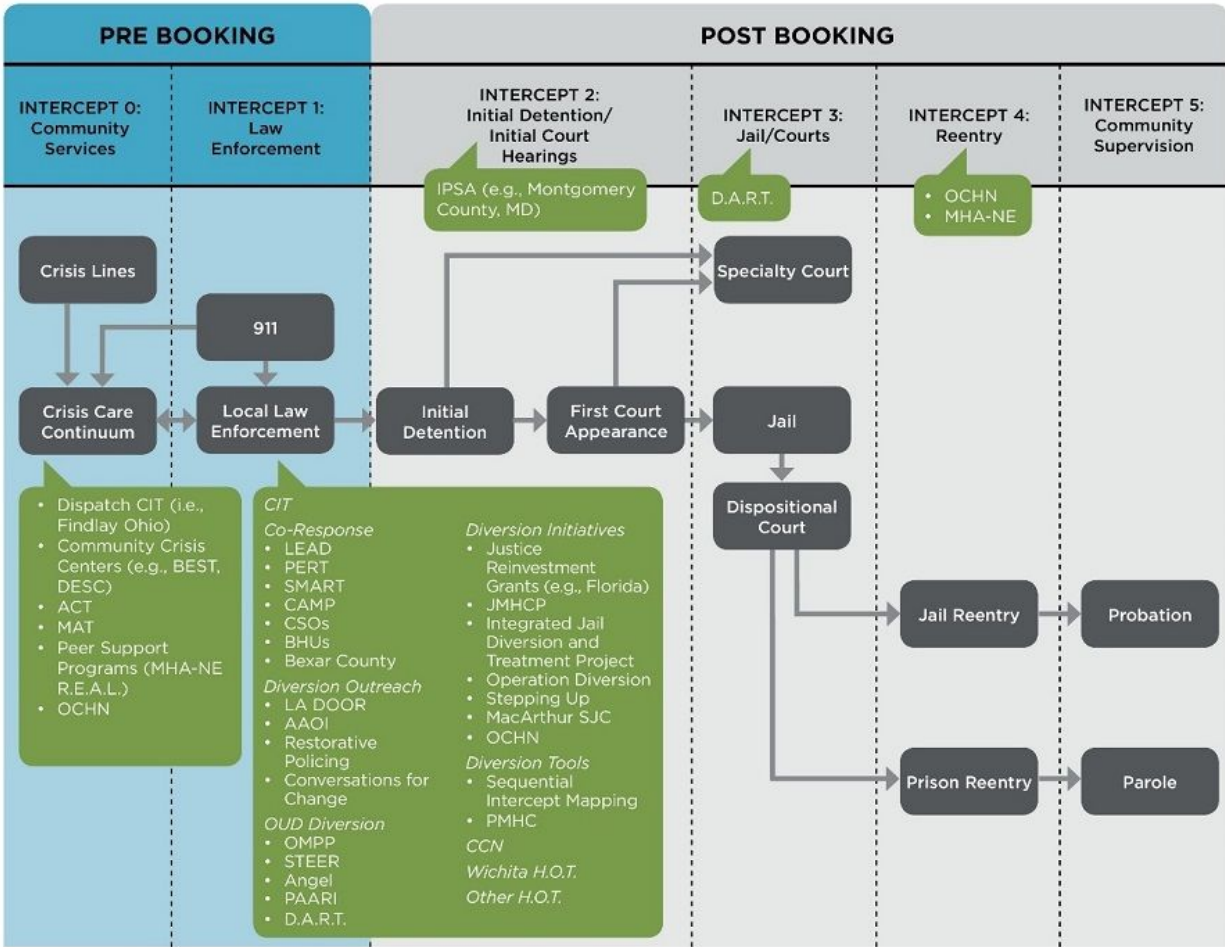 PRE BOOKING
POST BOOKING
INTERCEPT 0:
Community
Services
INTERCEPT 1:
Law
Enforcement
INTERCEPT 2:
Initial Detention/
Initial Court
Hearings
INTERCEPT 3:
Jail/Courts
INTERCEPT 4:
Reentry
INTERCEPT 5:
Community
Supervision
IPSA (e.g., Montgomery
County, MD)
D.A.R.T.
• OCHN
• MHA-NE
Crisis Lines
911
Specialty Court
Crisis Care
Continuum
Local Law
Enforcement
Initial
Detention
First Court
Appearance
Jail
Dispositional
Court
Jail Reentry
Probation
Prison Reentry
Parole
• Dispatch CIT (i.e.,
Findlay Ohio)
• Community Crisis
Centers (e.g., BEST,
DESC)
• ACT
• MAT
• Peer Support
Programs (MHA-NE
R.E.A.L.)
• OCHN
CIT
Co-Response
• LEAD
• PERT
• SMART
• CAMP
• CSOs
• BHUs
• Bexar County
Diversion Outreach
• LA DOOR
• AAOI
• Restorative
Policing
• Conversations for
Change
OUD Diversion
• OMPP
• STEER
• Angel
• PAARI
• D.A.R.T.
Diversion Initiatives
• Justice
Reinvestment
Grants (e.g., Florida)
• JMHCP
• Integrated Jail
Diversion and
Treatment Project
• Operation Diversion
• Stepping Up
• MacArthur SJC
• OCHN
Diversion Tools
• Sequential
Intercept Mapping
• PMHC
CCN
Wichita H.O.T.
Other H.O.T.